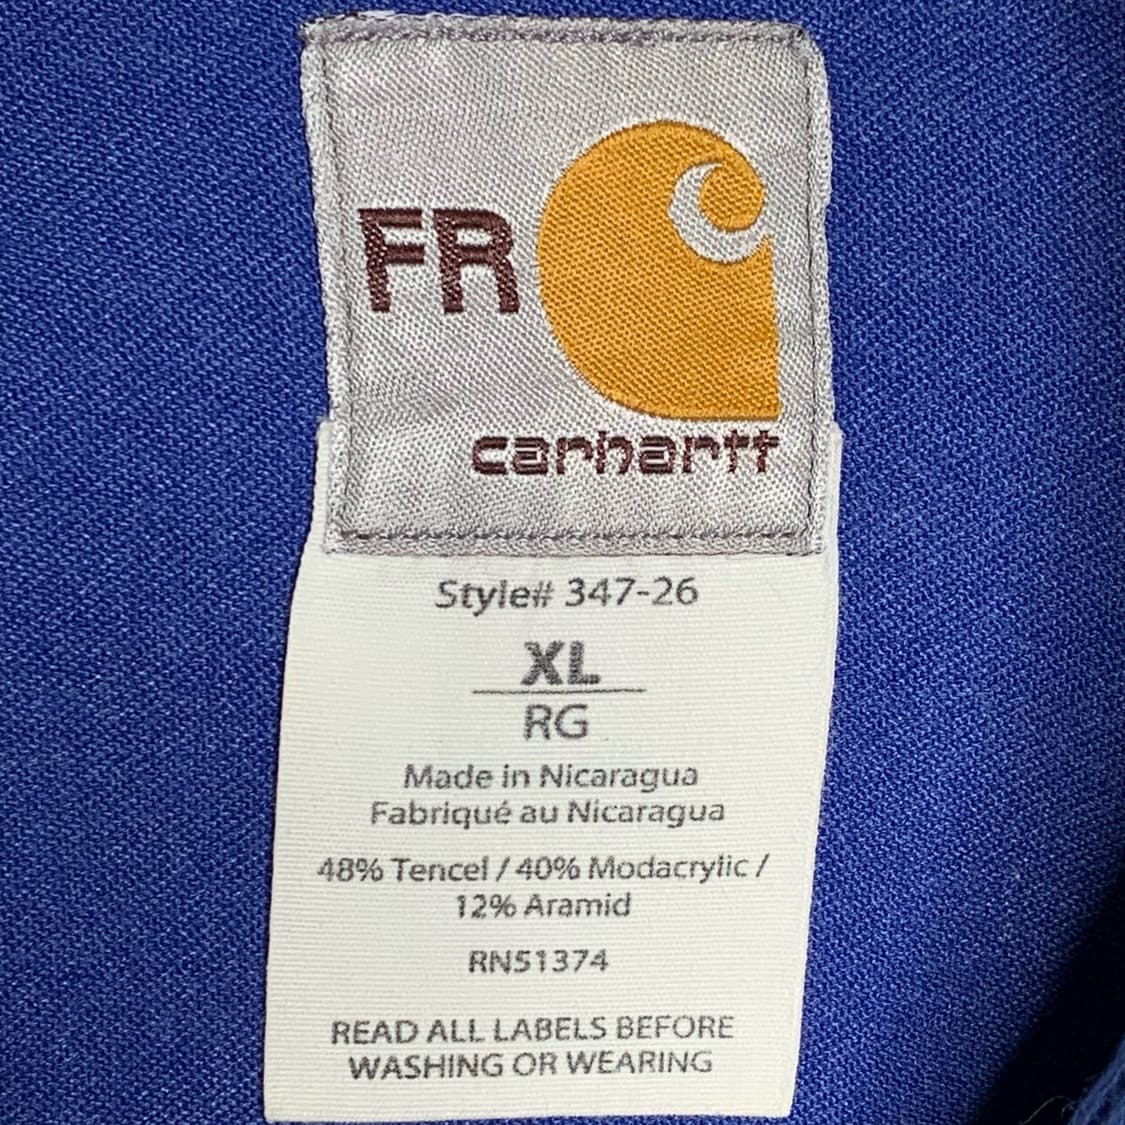 FR
carhartt
Style# 347-26
XL
RG
Made in Nicaragua
Fabriqué au Nicaragua
48% Tencel / 40% Modacrylic /
12% Aramid
RN51374
READ ALL LABELS BEFORE
WASHING OR WEARING